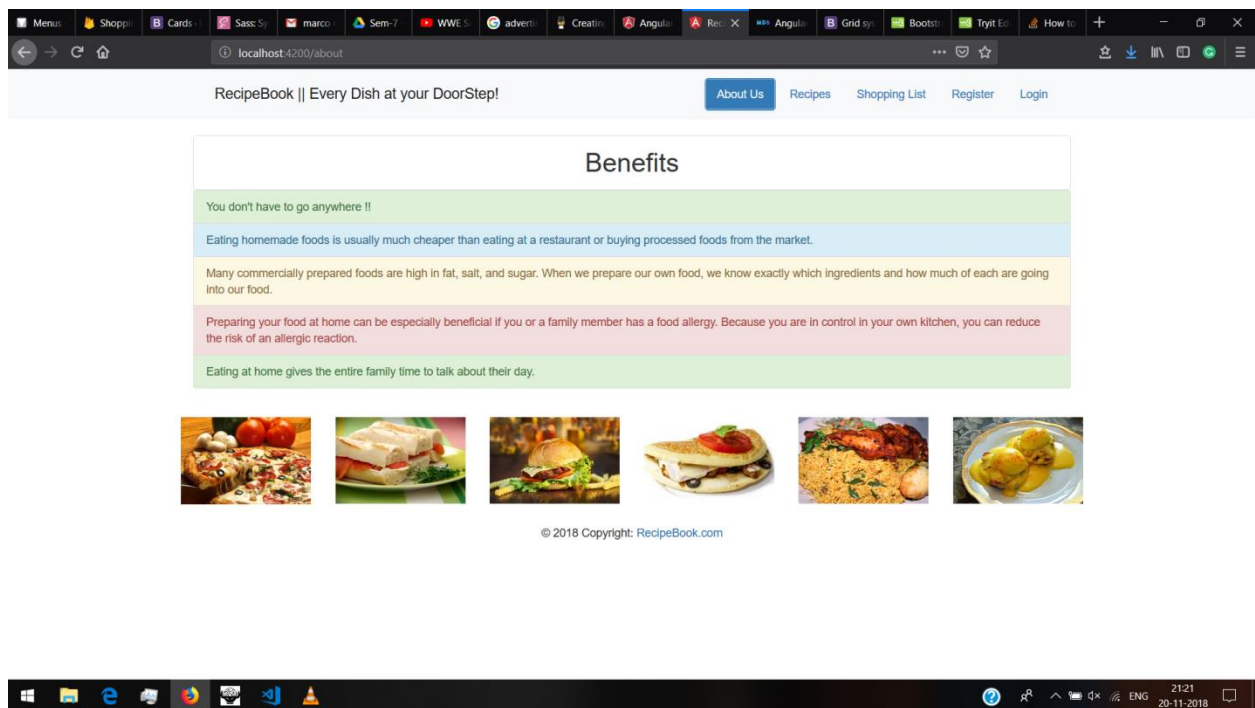 Menus
Shoppi
B Cards -
Sass: Sy
marco
Sem-7
WWE S
adverti
Creatin
Angula
Rec
Angula
Grid sys
Bootstr
Tryit Ed
How to
localhost:4200/about
RecipeBook || Every Dish at your DoorStep!
About Us
Recipes
Shopping List
Register
Login
Benefits
You don't have to go anywhere !!
Eating homemade foods is usually much cheaper than eating at a restaurant or buying processed foods from the market.
Many commercially prepared foods are high in fat, salt, and sugar. When we prepare our own food, we know exactly which ingredients and how much of each are going
into our food.
Preparing your food at home can be especially beneficial if you or a family member has a food allergy. Because you are in control in your own kitchen, you can reduce
the risk of an allergic reaction.
Eating at home gives the entire family time to talk about their day.
© 2018 Copyright: RecipeBook.com
ENG
21:21
20-11-2018